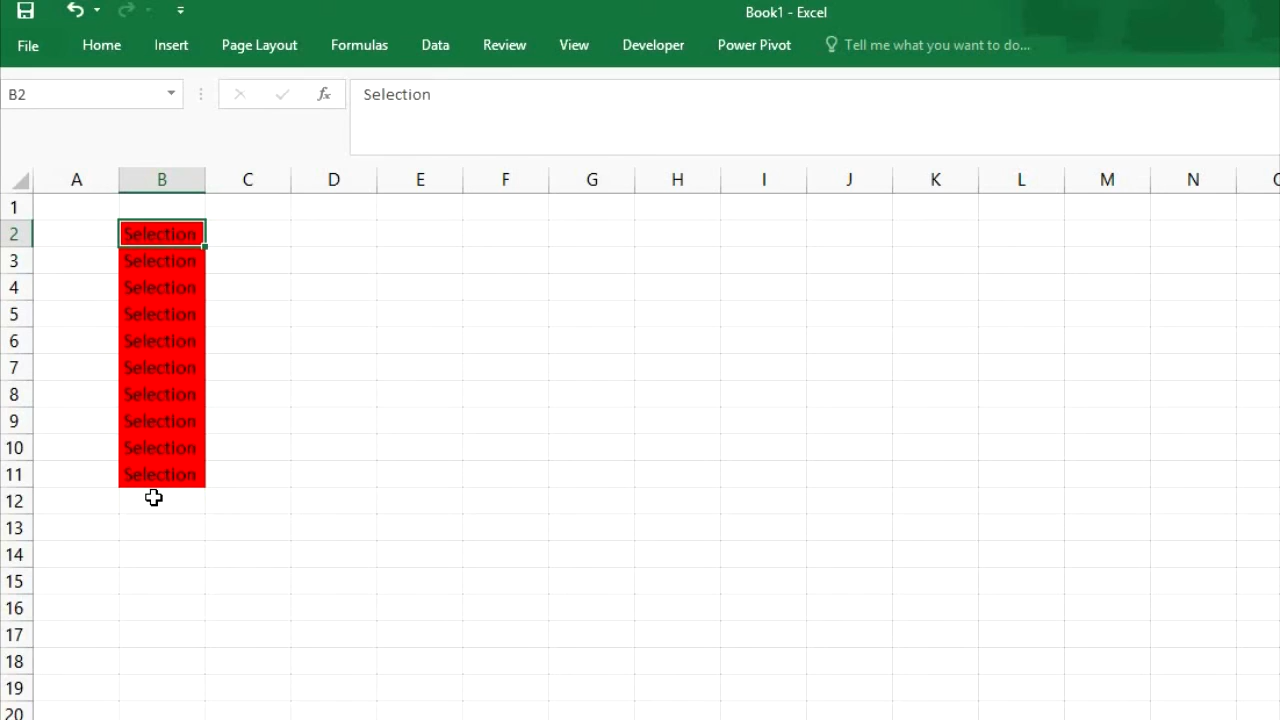 Book1 - Excel
File Home Insert Page Layout Formulas Data Review View Developer Power Pivot Tell me what you want to do...
B2 fx Selection
A B C D E F G H I J K L M N
1
2 Selection
3 Selection
4 Selection
5 Selection
6 Selection
7 Selection
8 Selection
9 Selection
10 Selection
11 Selection
12
13
14
15
16
17
18
19
20